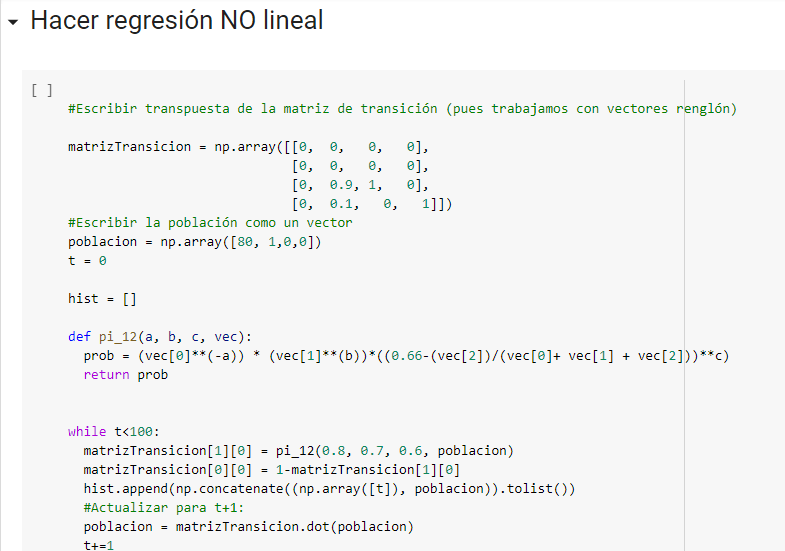 Hacer regresión NO lineal
[ ]
#Escribir transpuesta de la matriz de transición (pues trabajamos con vectores renglón)
matrizTransicion = np.array([[0, 0, 0, 0],
[0, 0, 0, 0],
[0, 0.9, 1, 0],
[0, 0.1, 0, 1]])
#Escribir la población como un vector
poblacion = np.array([80, 1,0,0])
t = 0
hist = []
def pi_12(a, b, c, vec):
prob = (vec[0]**(-a)) * (vec[1]**(b))*((0.66-(vec[2])/(vec[0]+ vec[1] + vec[2]))**c)
return prob
while t<100:
matrizTransicion[1][0] = pi_12(0.8, 0.7, 0.6, poblacion)
matrizTransicion[0][0] = 1-matrizTransicion[1][0]
hist.append(np.concatenate((np.array([t]), poblacion)).tolist())
#Actualizar para t+1:
poblacion = matrizTransicion.dot(poblacion)
t+=1